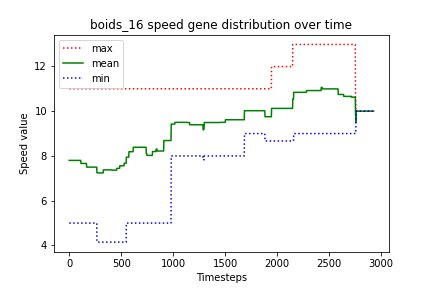 boids_16 speed gene distribution over time
max
mean
min
Speed value
12
10
8
6
4
0 500 1000 1500 2000 2500 3000
Timesteps